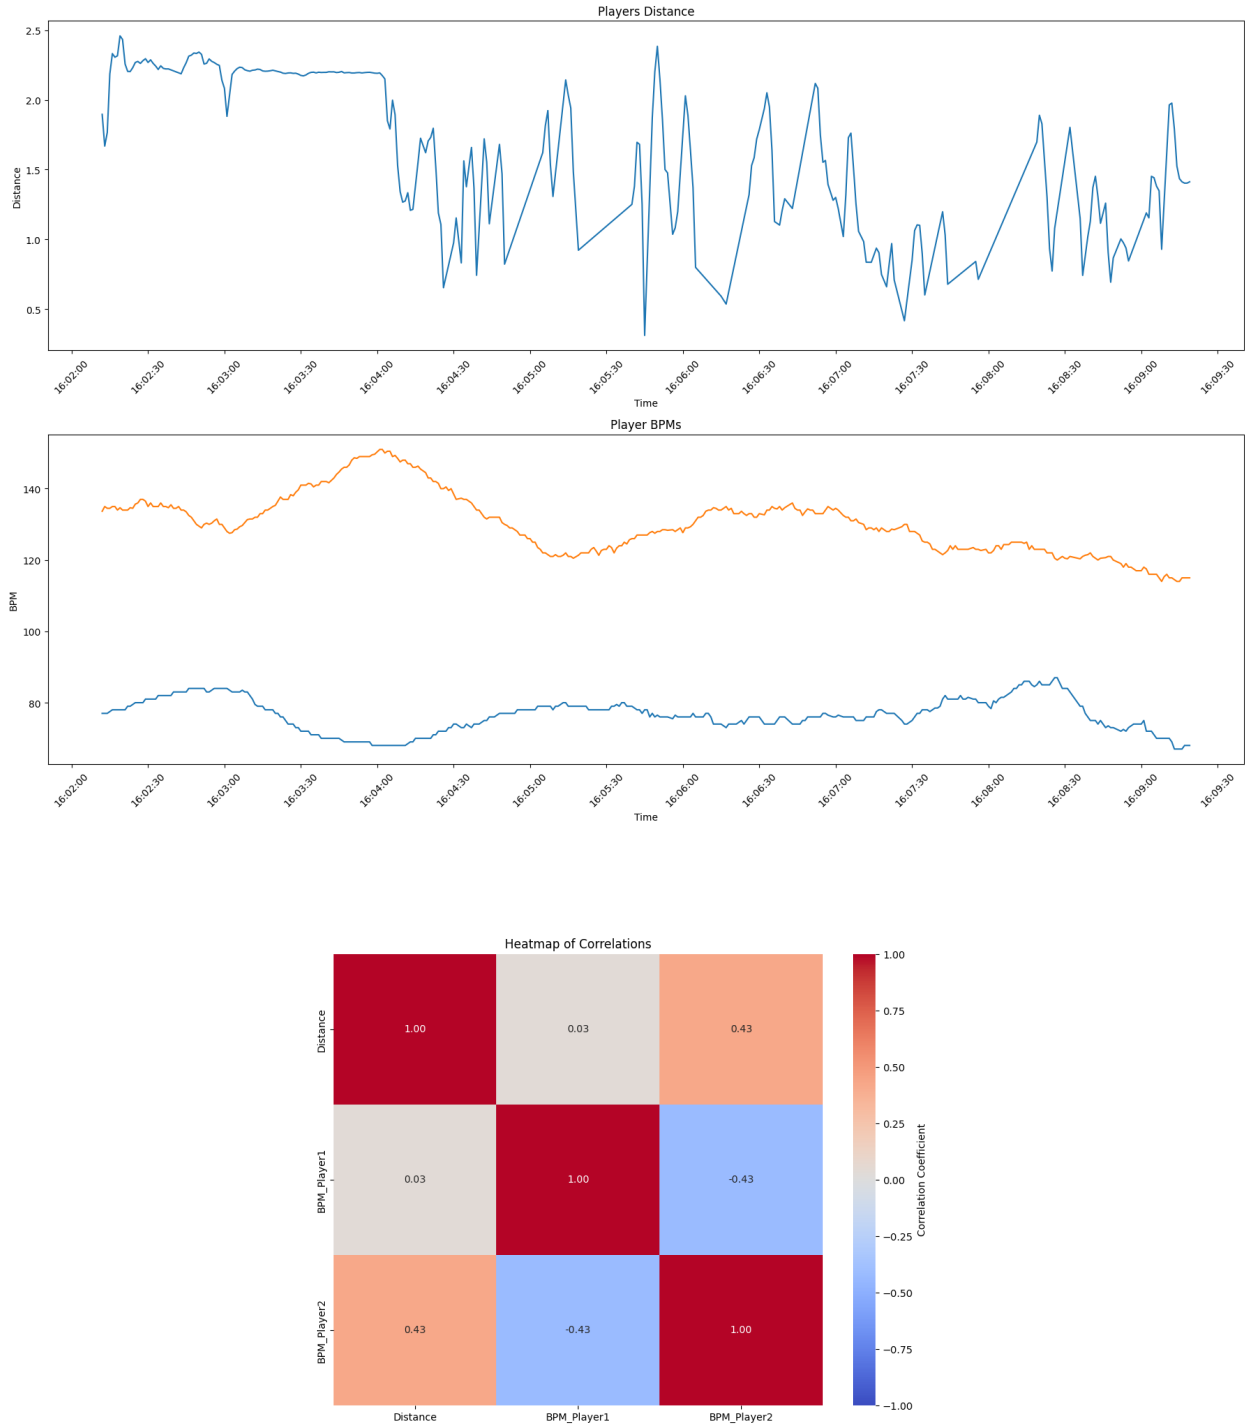 Players Distance
2.5
2.0
1.5
1.0
0.5
Distance
16:02:00 16:02:30 16:03:00 16:03:30 16:04:00 16:04:30 16:05:00 16:05:30 16:06:00 16:06:30 16:07:00 16:07:30 16:08:00 16:08:30 16:09:00 16:09:30
Time
Player BPMs
140
120
100
80
BPM
16:02:00 16:02:30 16:03:00 16:03:30 16:04:00 16:04:30 16:05:00 16:05:30 16:06:00 16:06:30 16:07:00 16:07:30 16:08:00 16:08:30 16:09:00 16:09:30
Time
Heatmap of Correlations
Distance
1.00 0.03 0.43
BPM_Player1
0.03 1.00 -0.43
BPM_Player2
0.43 -0.43 1.00
Distance BPM_Player1 BPM_Player2
1.00
0.75
0.50
0.25
0.00
−0.25
−0.50
−0.75
−1.00
Correlation Coefficient